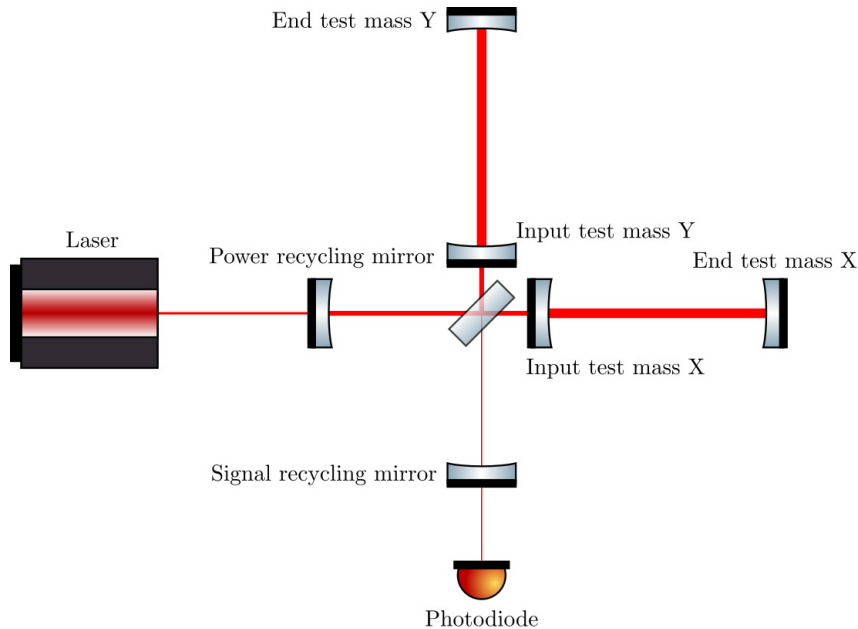 End test mass Y
Input test mass Y
Laser
Power recycling mirror
End test mass X
Input test mass X
Signal recycling mirror
Photodiode